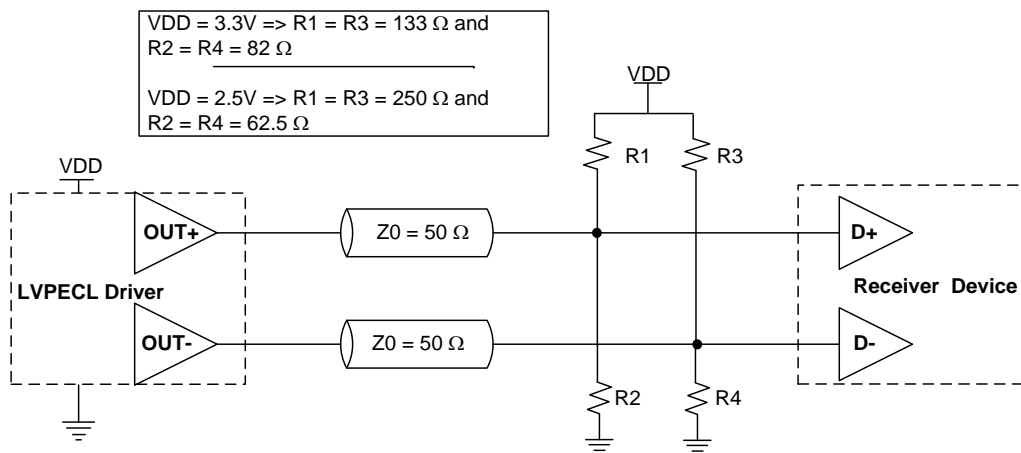 VDD = 3.3V => R1 = R3 = 133 Ω and
R2 = R4 = 82 Ω
VDD = 2.5V => R1 = R3 = 250 Ω and
R2 = R4 = 62.5 Ω
VDD
VDD
R1
R3
OUT+
Z0 = 50 Ω
D+
LVPECL Driver
Receiver Device
OUT-
Z0 = 50 Ω
D-
R2
R4